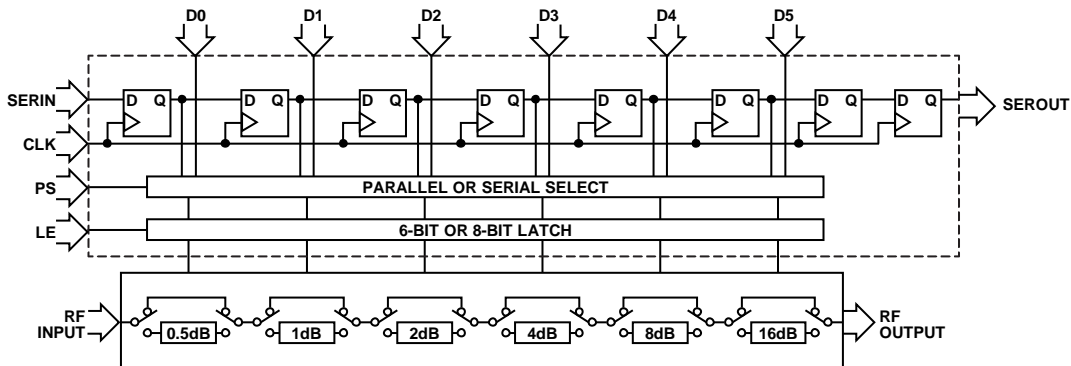 D0 D1 D2 D3 D4 D5
SERIN D Q D Q D Q D Q D Q D Q D Q D Q SEROUT
CLK
PS PARALLEL OR SERIAL SELECT
LE 6-BIT OR 8-BIT LATCH
RF
INPUT
0.5dB 1dB 2dB 4dB 8dB 16dB
RF
OUTPUT